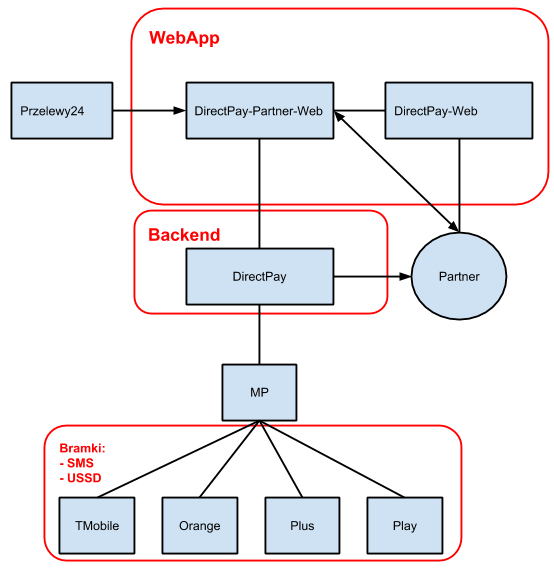 WebApp
Przelewy24
DirectPay-Partner-Web
DirectPay-Web
Backend
DirectPay
Partner
MP
Bramki:
- SMS
- USSD
TMobile
Orange
Plus
Play